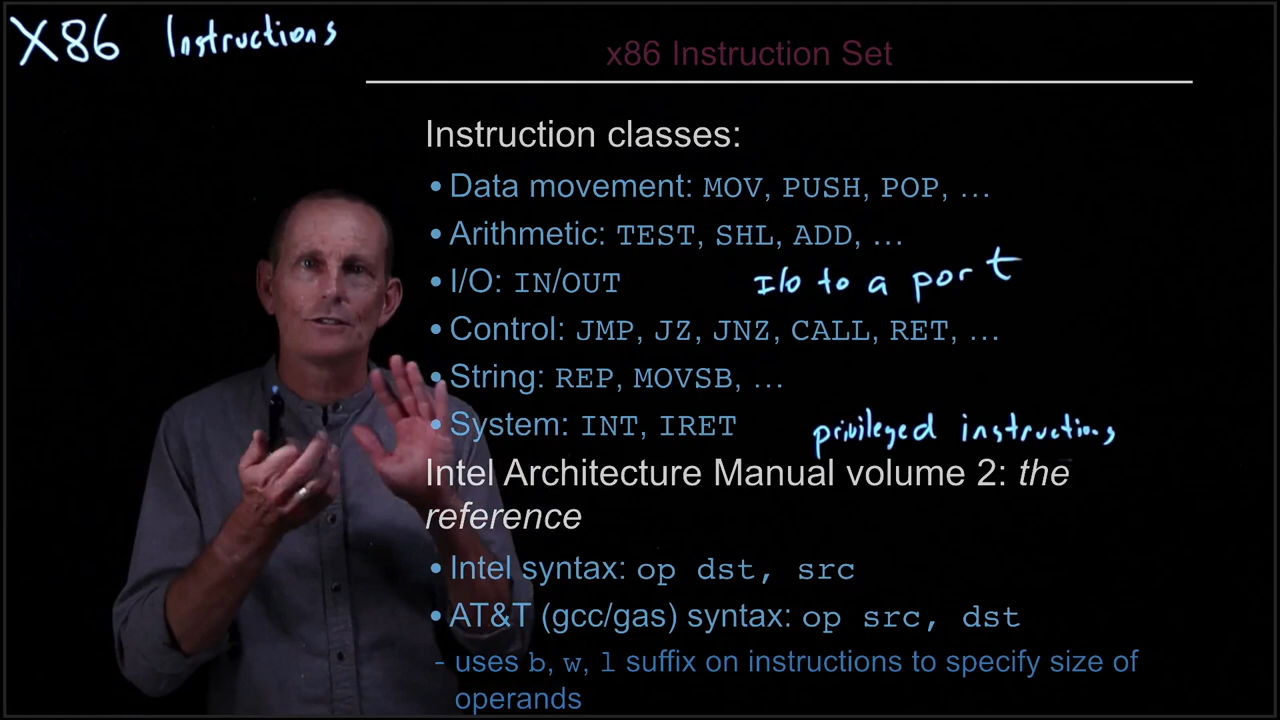 X86 Instructions
x86 Instruction Set
Instruction classes:
• Data movement: MOV, PUSH, POP, …
• Arithmetic: TEST, SHL, ADD, …
• I/O: IN/OUT
I/O to a port
• Control: JMP, JZ, JNZ, CALL, RET, …
• String: REP, MOVSB, …
• System: INT, IRET
privileged instructions
Intel Architecture Manual volume 2: the
reference
• Intel syntax: op dst, src
• AT&T (gcc/gas) syntax: op src, dst
- uses b, w, l suffix on instructions to specify size of
operands